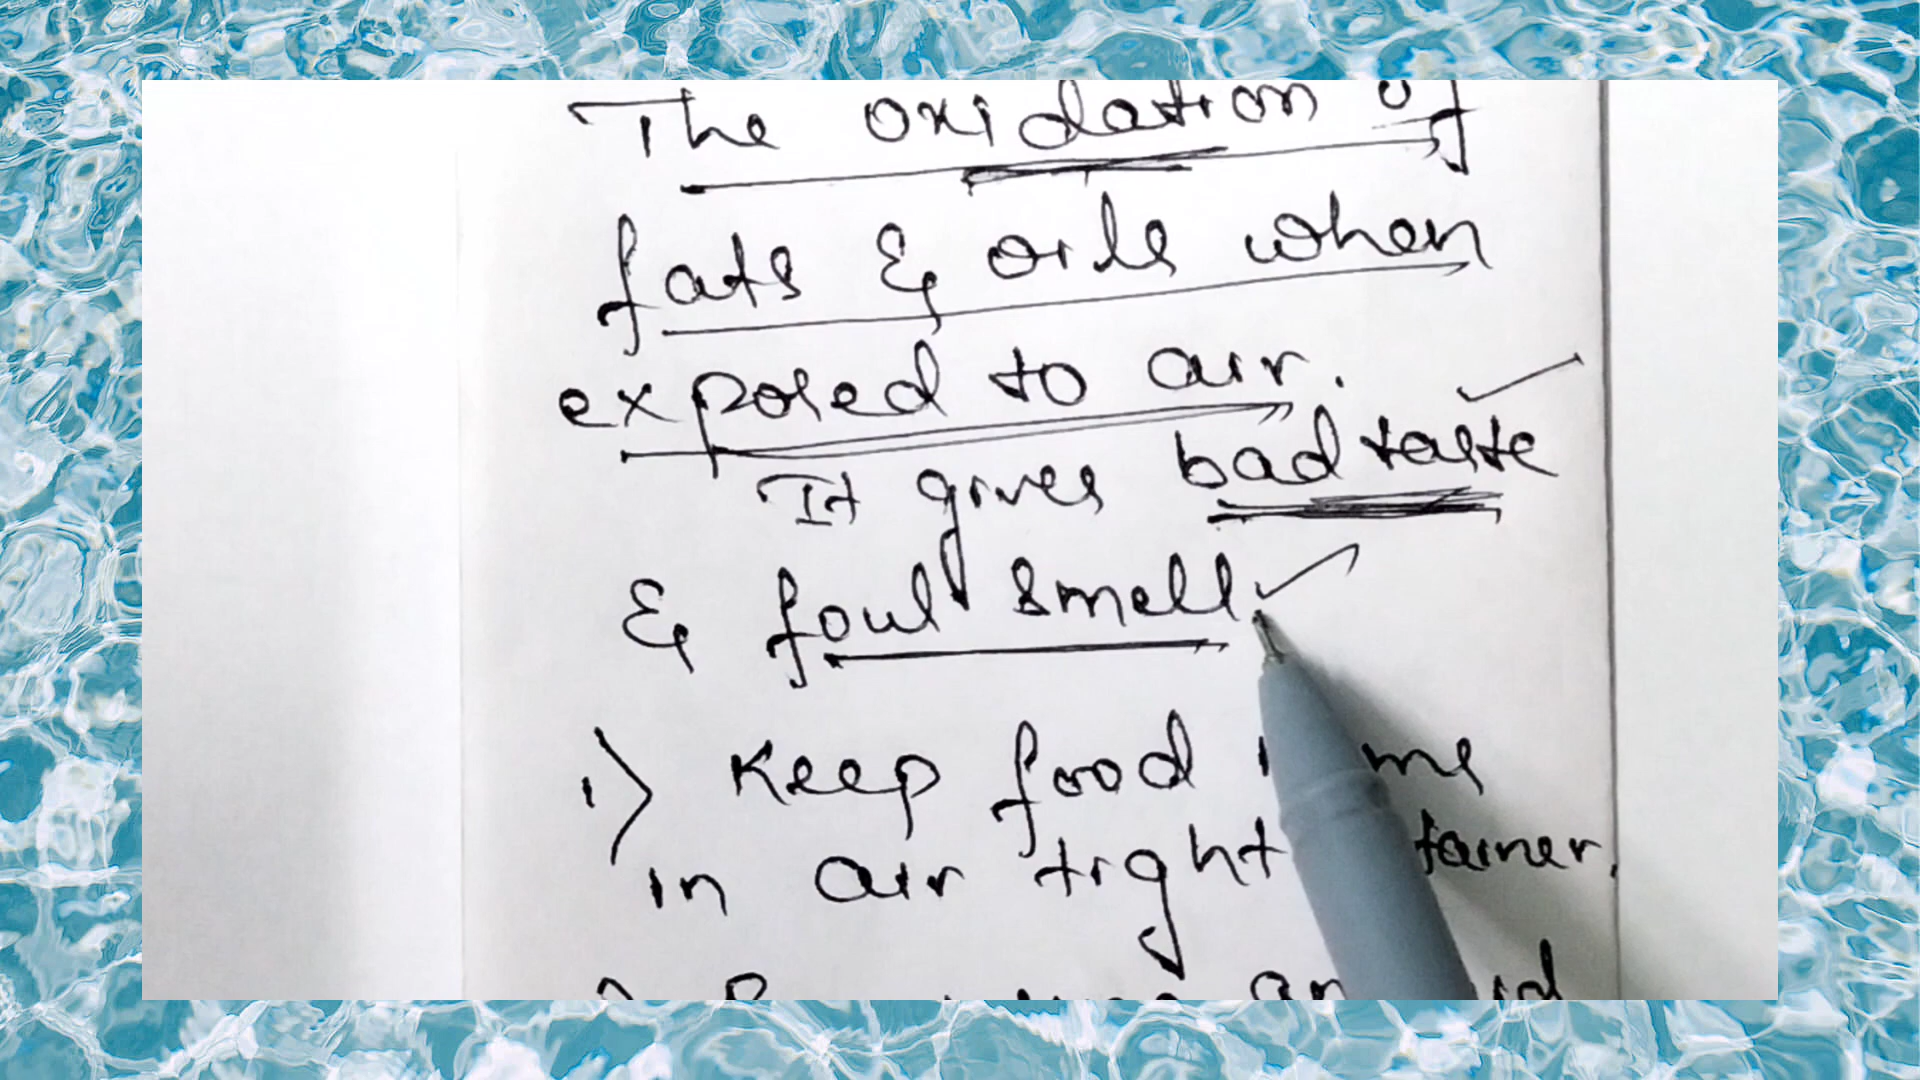 The oxidation of
fats & oils when
exposed to air.
It gives bad taste
& foul smell.
1) Keep food
in air tight